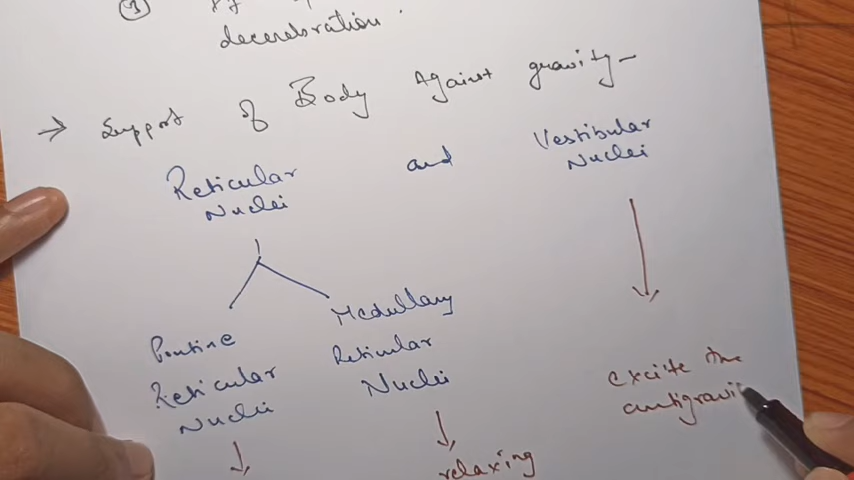 ③
decerebration.
→ Support of Body Against gravity -
Reticular Nuclei and Vestibular Nuclei
Pontine Reticular Nuclei
Medullary Reticular Nuclei
relaxing
excite the
antigravi